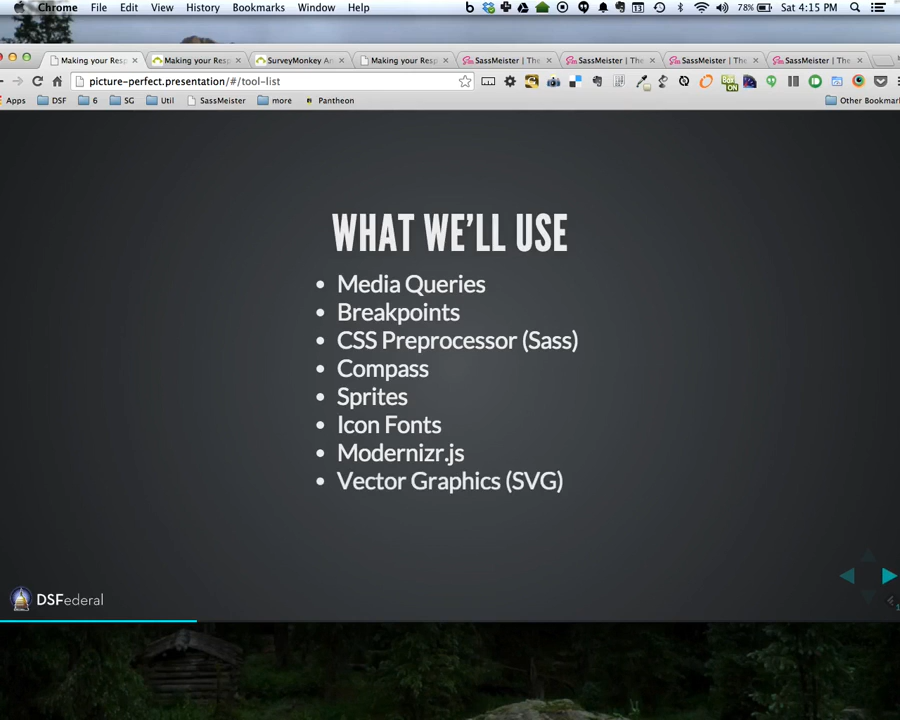 Chrome File Edit View History Bookmarks Window Help 13 78% Sat 4:15 PM
Making your Resp Making your Resp SurveyMonkey An Making your Resp SassMeister | The SassMeister | The SassMeister | The SassMeister | The
picture-perfect.presentation/#/tool-list
Apps DSF 6 SG Util SassMeister more Pantheon Other Bookmar
WHAT WE'LL USE
• Media Queries
• Breakpoints
• CSS Preprocessor (Sass)
• Compass
• Sprites
• Icon Fonts
• Modernizr.js
• Vector Graphics (SVG)
DSFederal